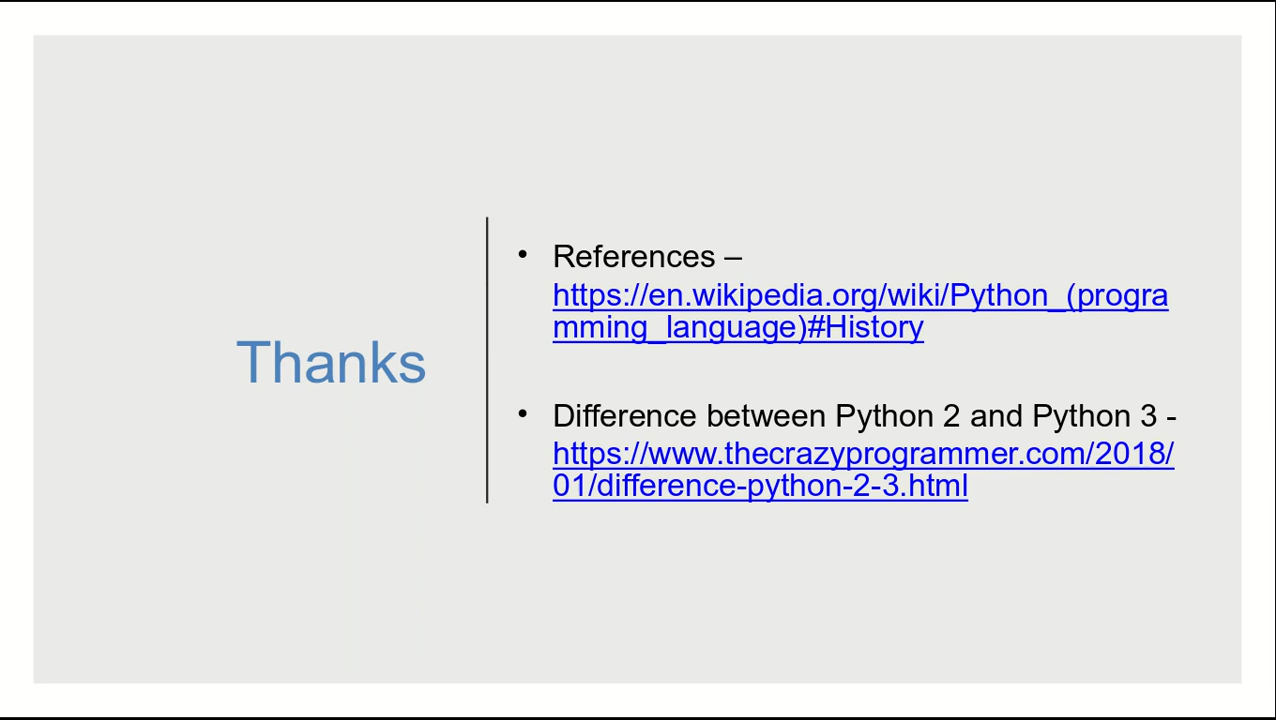 Thanks
• References –
https://en.wikipedia.org/wiki/Python_(progra
mming_language)#History
• Difference between Python 2 and Python 3 -
https://www.thecrazyprogrammer.com/2018/
01/difference-python-2-3.html